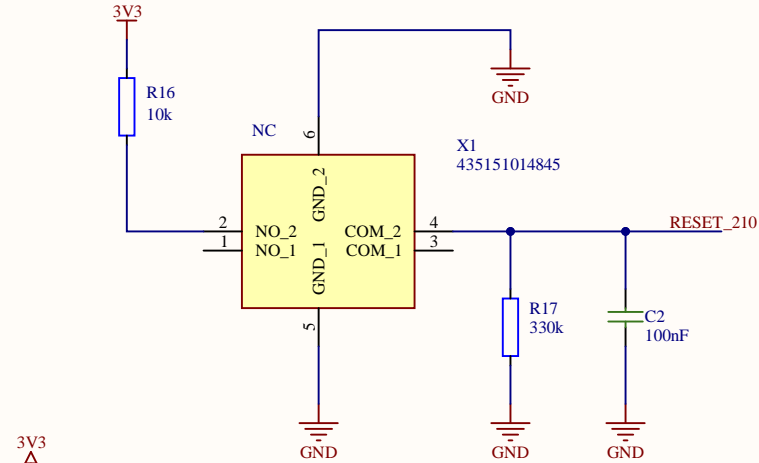 3V3
R16
10k
GND
NC
6
X1
435151014845
GND_2
2
NO_2
COM_2
4
RESET_210
1
NO_1
COM_1
3
GND_1
5
R17
330k
C2
100nF
3V3
GND
GND
GND